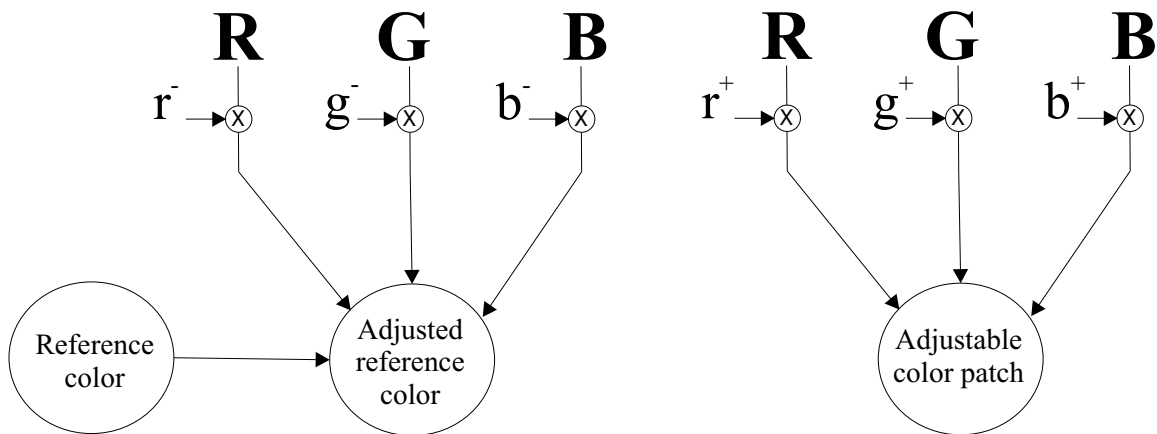 R G B R G B
r⁻ X g⁻ X b⁻ X r⁺ X g⁺ X b⁺ X
Reference
color
Adjusted
reference
color
Adjustable
color patch